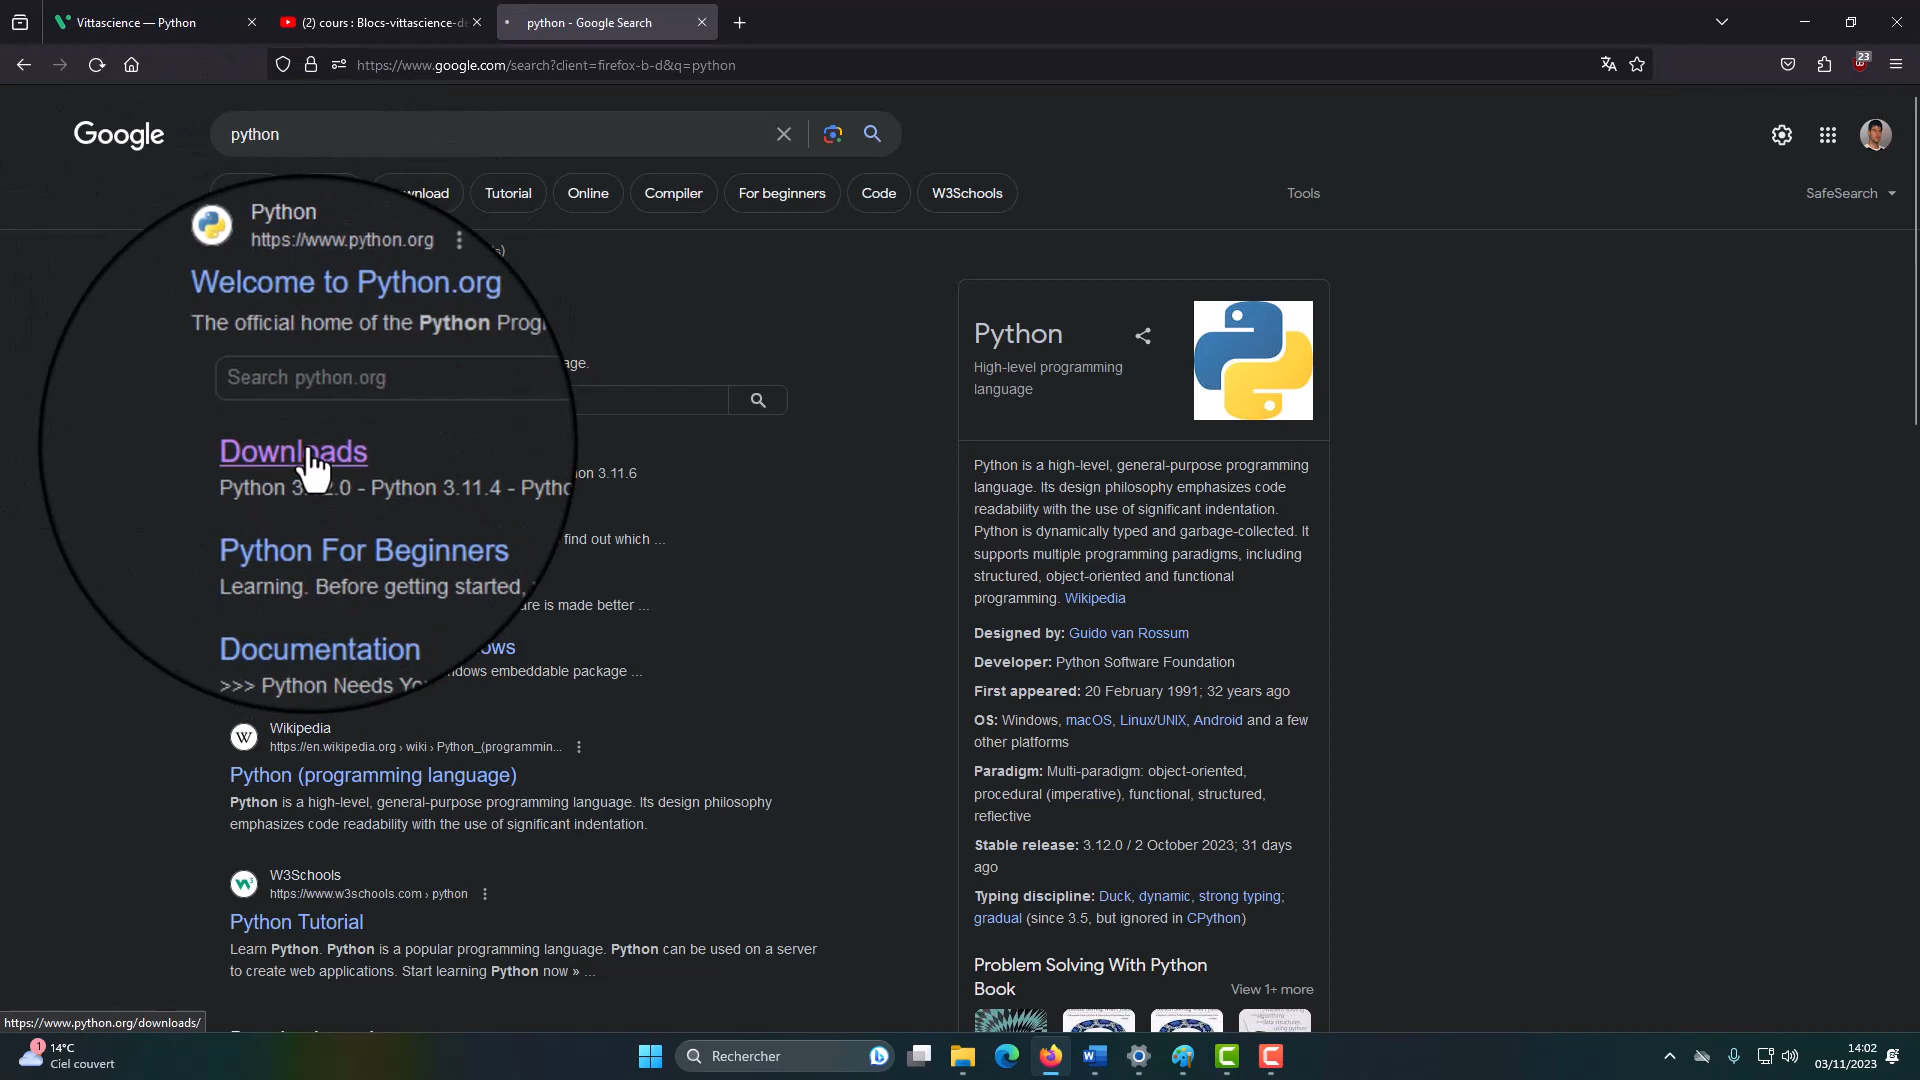 Vittascience — Python
(2) cours : Blocs-vittascience-de
python - Google Search
https://www.google.com/search?client=firefox-b-d&q=python
23
Google
python
wnload
Tutorial
Online
Compiler
For beginners
Code
W3Schools
Tools
SafeSearch
Python
https://www.python.org
s)
Welcome to Python.org
The official home of the Python Prog
age.
Search python.org
Downloads
Python 3.12.0 - Python 3.11.4 - Pytho
on 3.11.6
Python For Beginners
find out which ...
Learning. Before getting started,
are is made better ...
Documentation
ows
>>> Python Needs Yo
ndows embeddable package ...
Wikipedia
https://en.wikipedia.org › wiki › Python_(programmin...
Python (programming language)
Python is a high-level, general-purpose programming language. Its design philosophy
emphasizes code readability with the use of significant indentation.
W3Schools
https://www.w3schools.com › python
Python Tutorial
Learn Python. Python is a popular programming language. Python can be used on a server
to create web applications. Start learning Python now » ...
Python
High-level programming
language
Python is a high-level, general-purpose programming
language. Its design philosophy emphasizes code
readability with the use of significant indentation.
Python is dynamically typed and garbage-collected. It
supports multiple programming paradigms, including
structured, object-oriented and functional
programming. Wikipedia
Designed by: Guido van Rossum
Developer: Python Software Foundation
First appeared: 20 February 1991; 32 years ago
OS: Windows, macOS, Linux/UNIX, Android and a few
other platforms
Paradigm: Multi-paradigm: object-oriented,
procedural (imperative), functional, structured,
reflective
Stable release: 3.12.0 / 2 October 2023; 31 days
ago
Typing discipline: Duck, dynamic, strong typing;
gradual (since 3.5, but ignored in CPython)
Problem Solving With Python
Book
View 1+ more
https://www.python.org/downloads/
1
14°C
Ciel couvert
Rechercher
14:02
03/11/2023